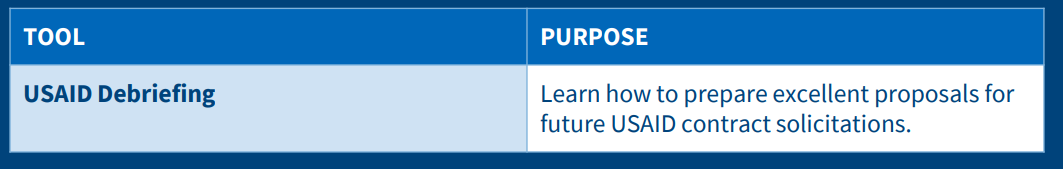 TOOL
PURPOSE
USAID Debriefing
Learn how to prepare excellent proposals for
future USAID contract solicitations.